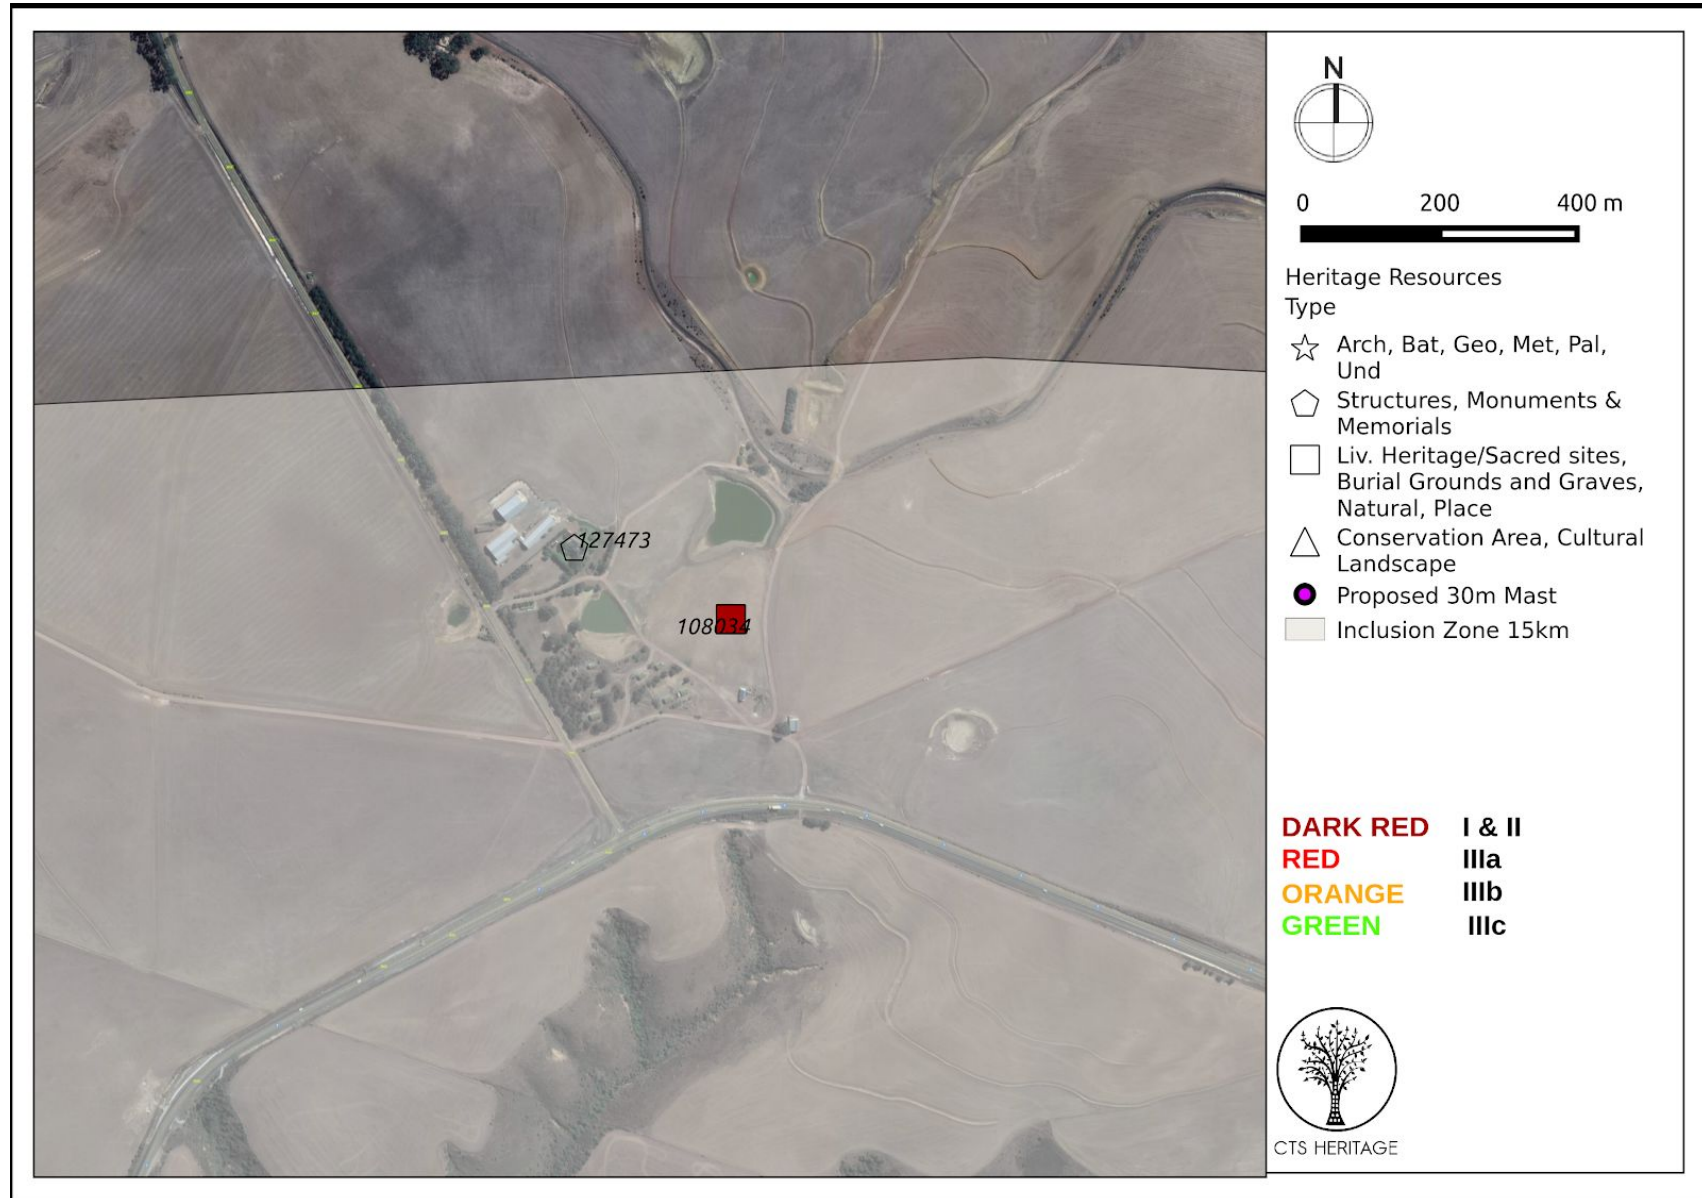 N
0 200 400 m
Heritage Resources
Type
Arch, Bat, Geo, Met, Pal,
Und
Structures, Monuments &
Memorials
Liv. Heritage/Sacred sites,
Burial Grounds and Graves,
Natural, Place
Conservation Area, Cultural
Landscape
Proposed 30m Mast
Inclusion Zone 15km
127473
108034
DARK RED I & II
RED IIIa
ORANGE IIIb
GREEN IIIc
CTS HERITAGE